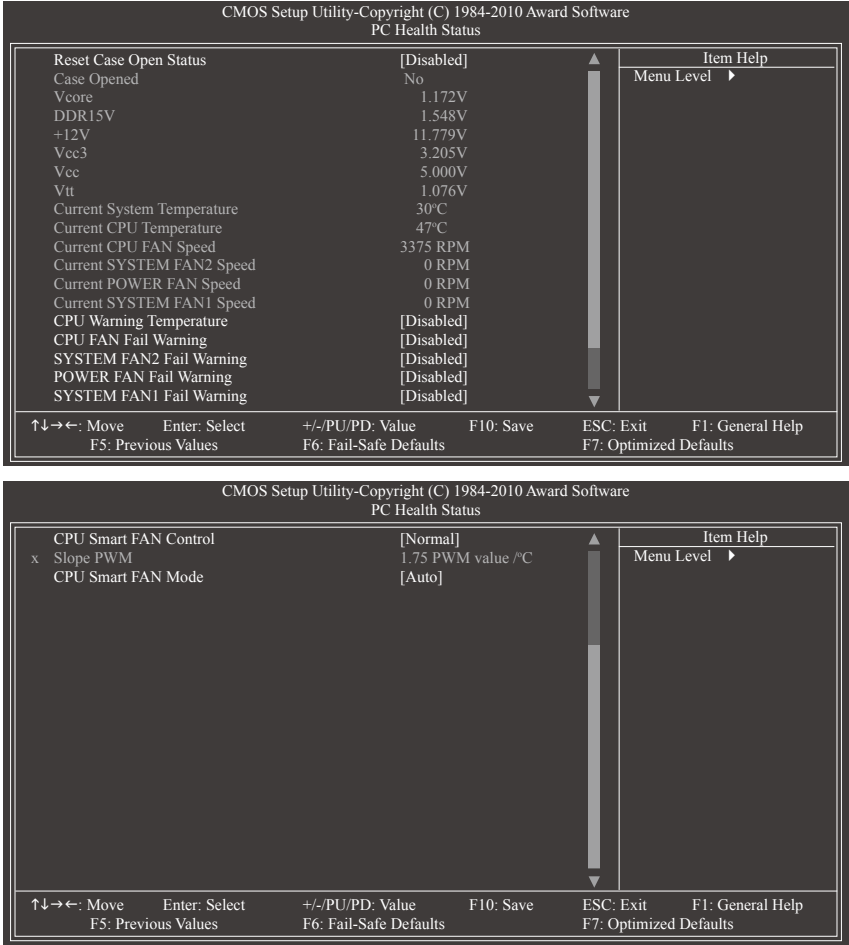 CMOS Setup Utility-Copyright (C) 1984-2010 Award Software
PC Health Status
Reset Case Open Status [Disabled]
Case Opened No
Vcore 1.172V
DDR15V 1.548V
+12V 11.779V
Vcc3 3.205V
Vcc 5.000V
Vtt 1.076V
Current System Temperature 30ºC
Current CPU Temperature 47ºC
Current CPU FAN Speed 3375 RPM
Current SYSTEM FAN2 Speed 0 RPM
Current POWER FAN Speed 0 RPM
Current SYSTEM FAN1 Speed 0 RPM
CPU Warning Temperature [Disabled]
CPU FAN Fail Warning [Disabled]
SYSTEM FAN2 Fail Warning [Disabled]
POWER FAN Fail Warning [Disabled]
SYSTEM FAN1 Fail Warning [Disabled]
Item Help
Menu Level
↑↓→←: Move Enter: Select +/-/PU/PD: Value F10: Save ESC: Exit F1: General Help
F5: Previous Values F6: Fail-Safe Defaults F7: Optimized Defaults
CMOS Setup Utility-Copyright (C) 1984-2010 Award Software
PC Health Status
CPU Smart FAN Control [Normal]
x Slope PWM 1.75 PWM value /ºC
CPU Smart FAN Mode [Auto]
Item Help
Menu Level
↑↓→←: Move Enter: Select +/-/PU/PD: Value F10: Save ESC: Exit F1: General Help
F5: Previous Values F6: Fail-Safe Defaults F7: Optimized Defaults